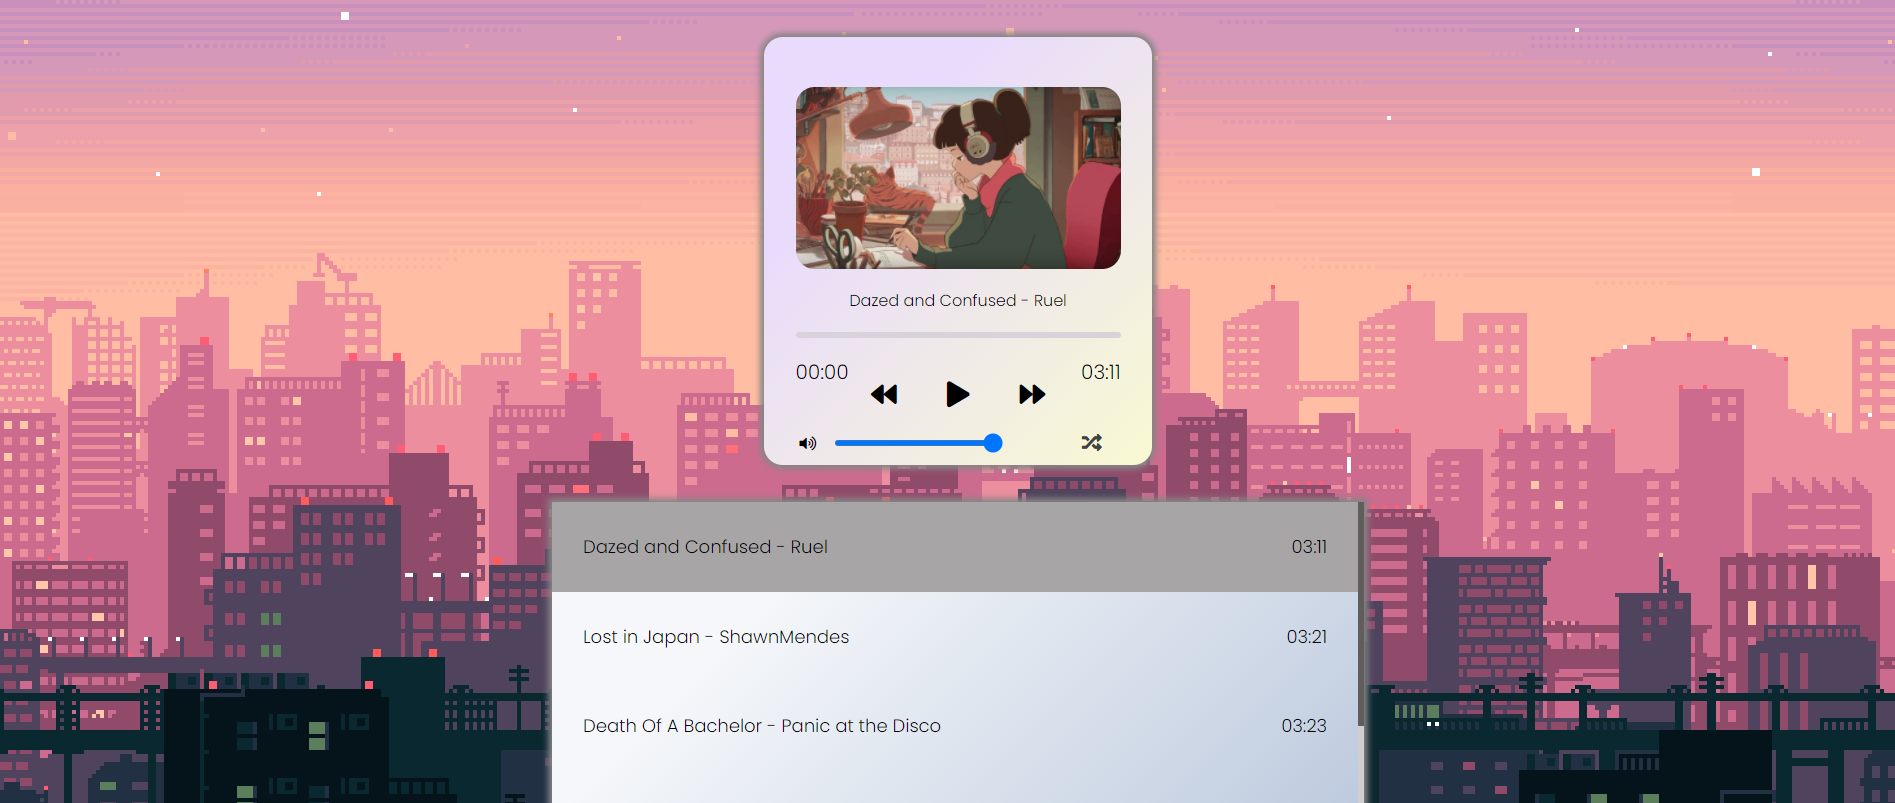 Dazed and Confused - Ruel
00:00 03:11
Dazed and Confused - Ruel 03:11
Lost in Japan - ShawnMendes 03:21
Death Of A Bachelor - Panic at the Disco 03:23